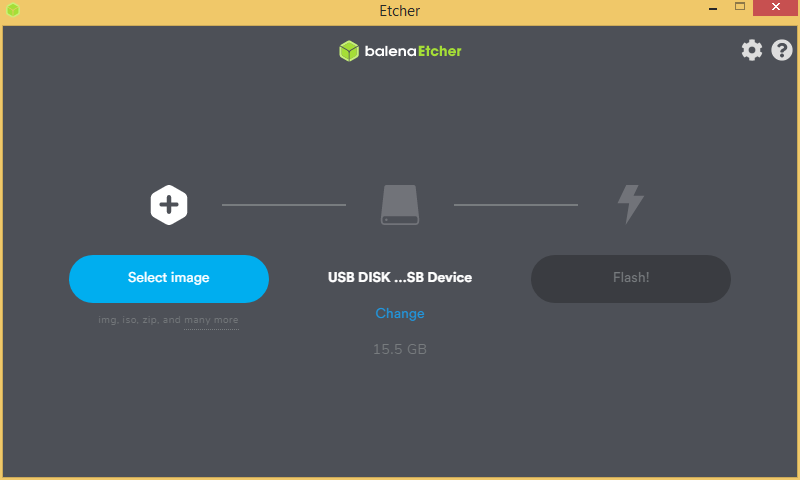 Etcher
balenaEtcher
Select image
img, iso, zip, and many more
USB DISK ...SB Device
Change
15.5 GB
Flash!